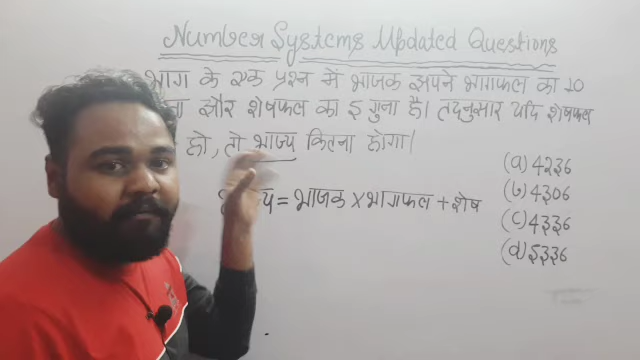 Number Systems Updated Questions
भाग के एक प्रश्न में भाजक अपने भागफल का 10
और शेषफल का 5 गुना है। तदनुसार यदि शेषफल
हो, तो भाज्य कितना होगा।
= भाजक × भागफल + शेष
(a) 4236
(b) 4306
(c) 4336
(d) 5336